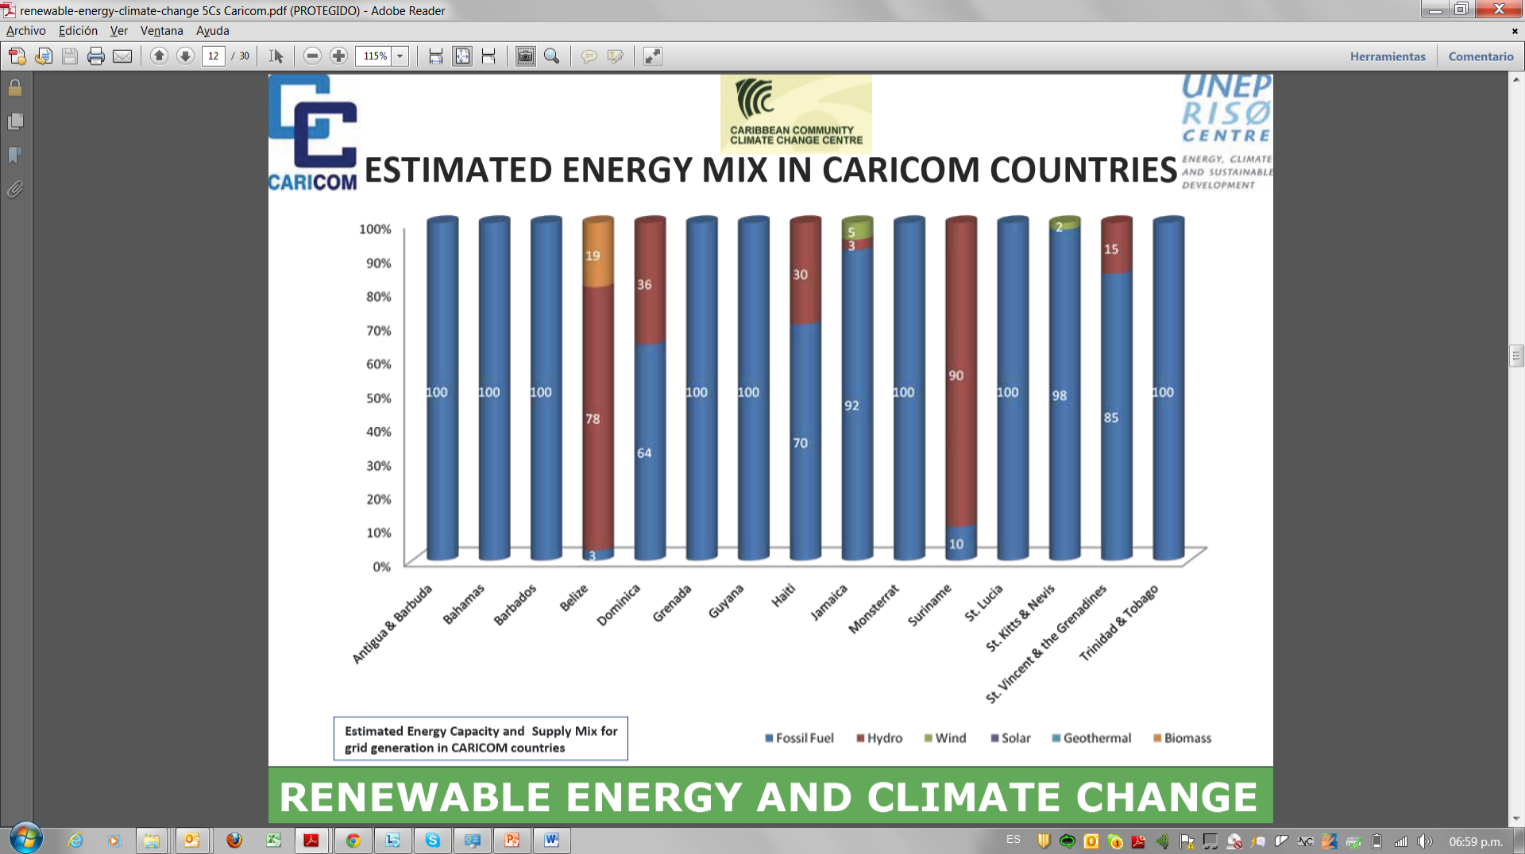 renewable-energy-climate-change 5Cs Caricom.pdf (PROTEGIDO) - Adobe Reader
Archivo Edición Ver Ventana Ayuda
12 / 30 115% Herramientas Comentario
CARICOM
CARIBBEAN COMMUNITY
CLIMATE CHANGE CENTRE
UNEP
RISØ
CENTRE
ENERGY, CLIMATE
AND SUSTAINABLE
DEVELOPMENT
ESTIMATED ENERGY MIX IN CARICOM COUNTRIES
100%
90%
80%
70%
60%
50%
40%
30%
20%
10%
0%
100
100
100
19
78
3
36
64
100
100
30
70
5
3
92
100
90
10
100
2
98
15
85
100
Antigua & Barbuda
Bahamas
Barbados
Belize
Dominica
Grenada
Guyana
Haiti
Jamaica
Monsterrat
Suriname
St. Lucia
St. Kitts & Nevis
St. Vincent & the Grenadines
Trinidad & Tobago
Estimated Energy Capacity and Supply Mix for
grid generation in CARICOM countries
Fossil Fuel Hydro Wind Solar Geothermal Biomass
RENEWABLE ENERGY AND CLIMATE CHANGE
ES 06:59 p.m.